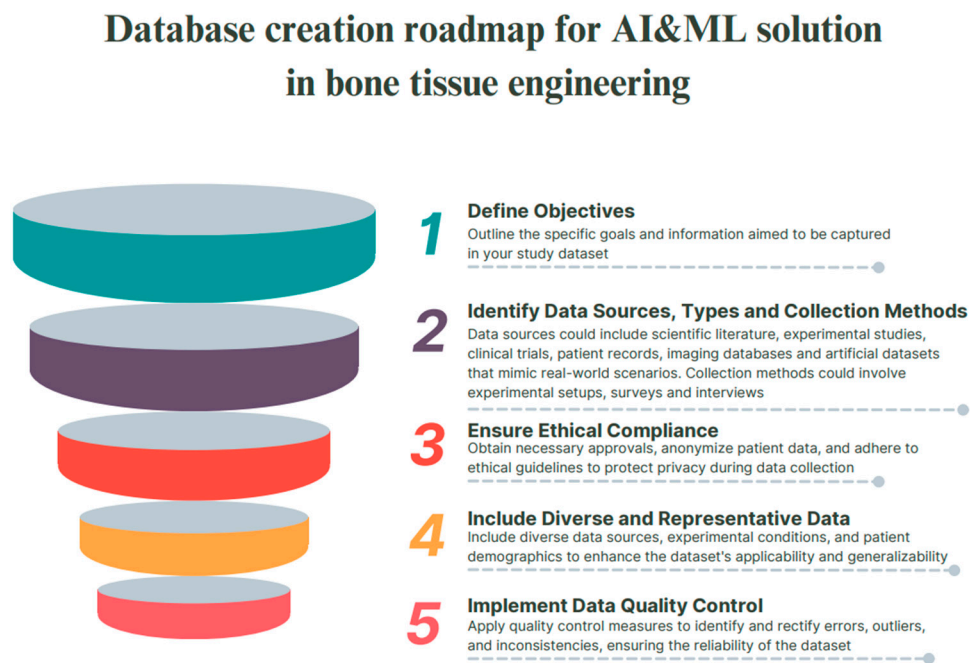 Database creation roadmap for AI&ML solution
in bone tissue engineering
1
Define Objectives
Outline the specific goals and information aimed to be captured
in your study dataset
2
Identify Data Sources, Types and Collection Methods
Data sources could include scientific literature, experimental studies,
clinical trials, patient records, imaging databases and artificial datasets
that mimic real-world scenarios. Collection methods could involve
experimental setups, surveys and interviews
3
Ensure Ethical Compliance
Obtain necessary approvals, anonymize patient data, and adhere to
ethical guidelines to protect privacy during data collection
4
Include Diverse and Representative Data
Include diverse data sources, experimental conditions, and patient
demographics to enhance the dataset's applicability and generalizability
5
Implement Data Quality Control
Apply quality control measures to identify and rectify errors, outliers,
and inconsistencies, ensuring the reliability of the dataset